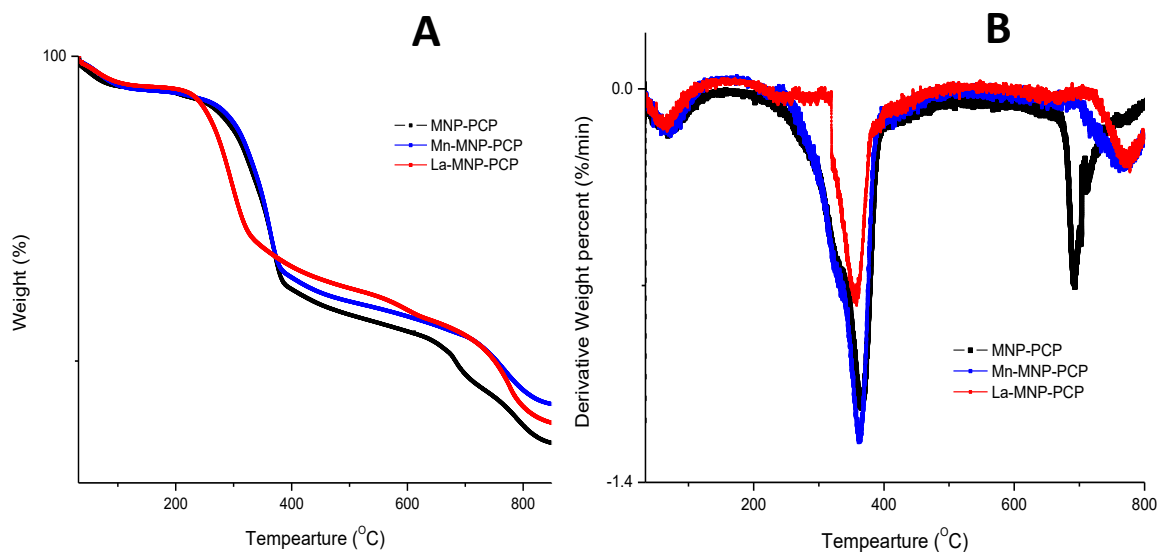 A
100
MNP-PCP
Mn-MNP-PCP
La-MNP-PCP
Weight (%)
200
400
600
800
Tempearture (°C)
B
0.0
Derivative Weight percent (%/min)
MNP-PCP
Mn-MNP-PCP
La-MNP-PCP
-1.4
200
400
600
800
Tempearture (°C)